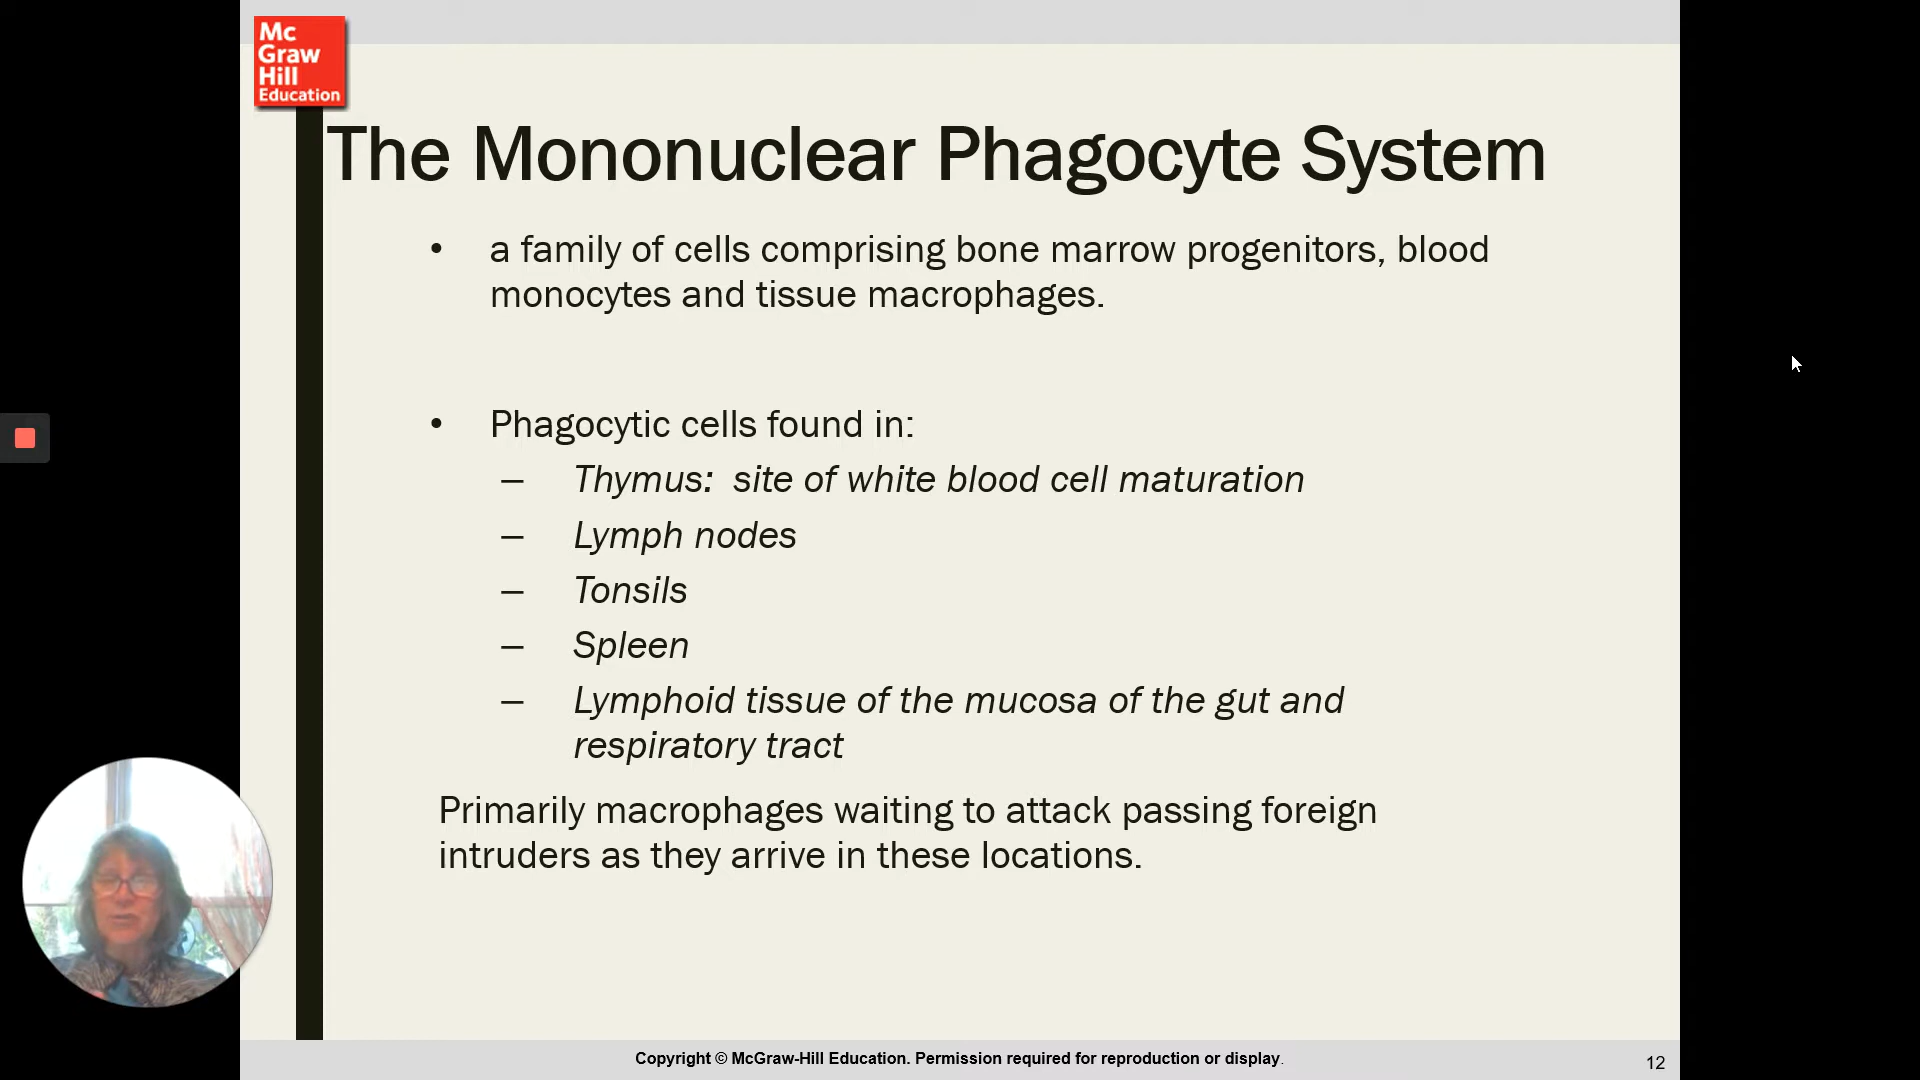 Mc
Graw
Hill
Education
The Mononuclear Phagocyte System
• a family of cells comprising bone marrow progenitors, blood
monocytes and tissue macrophages.
• Phagocytic cells found in:
– Thymus: site of white blood cell maturation
– Lymph nodes
– Tonsils
– Spleen
– Lymphoid tissue of the mucosa of the gut and
respiratory tract
Primarily macrophages waiting to attack passing foreign
intruders as they arrive in these locations.
Copyright © McGraw-Hill Education. Permission required for reproduction or display.
12